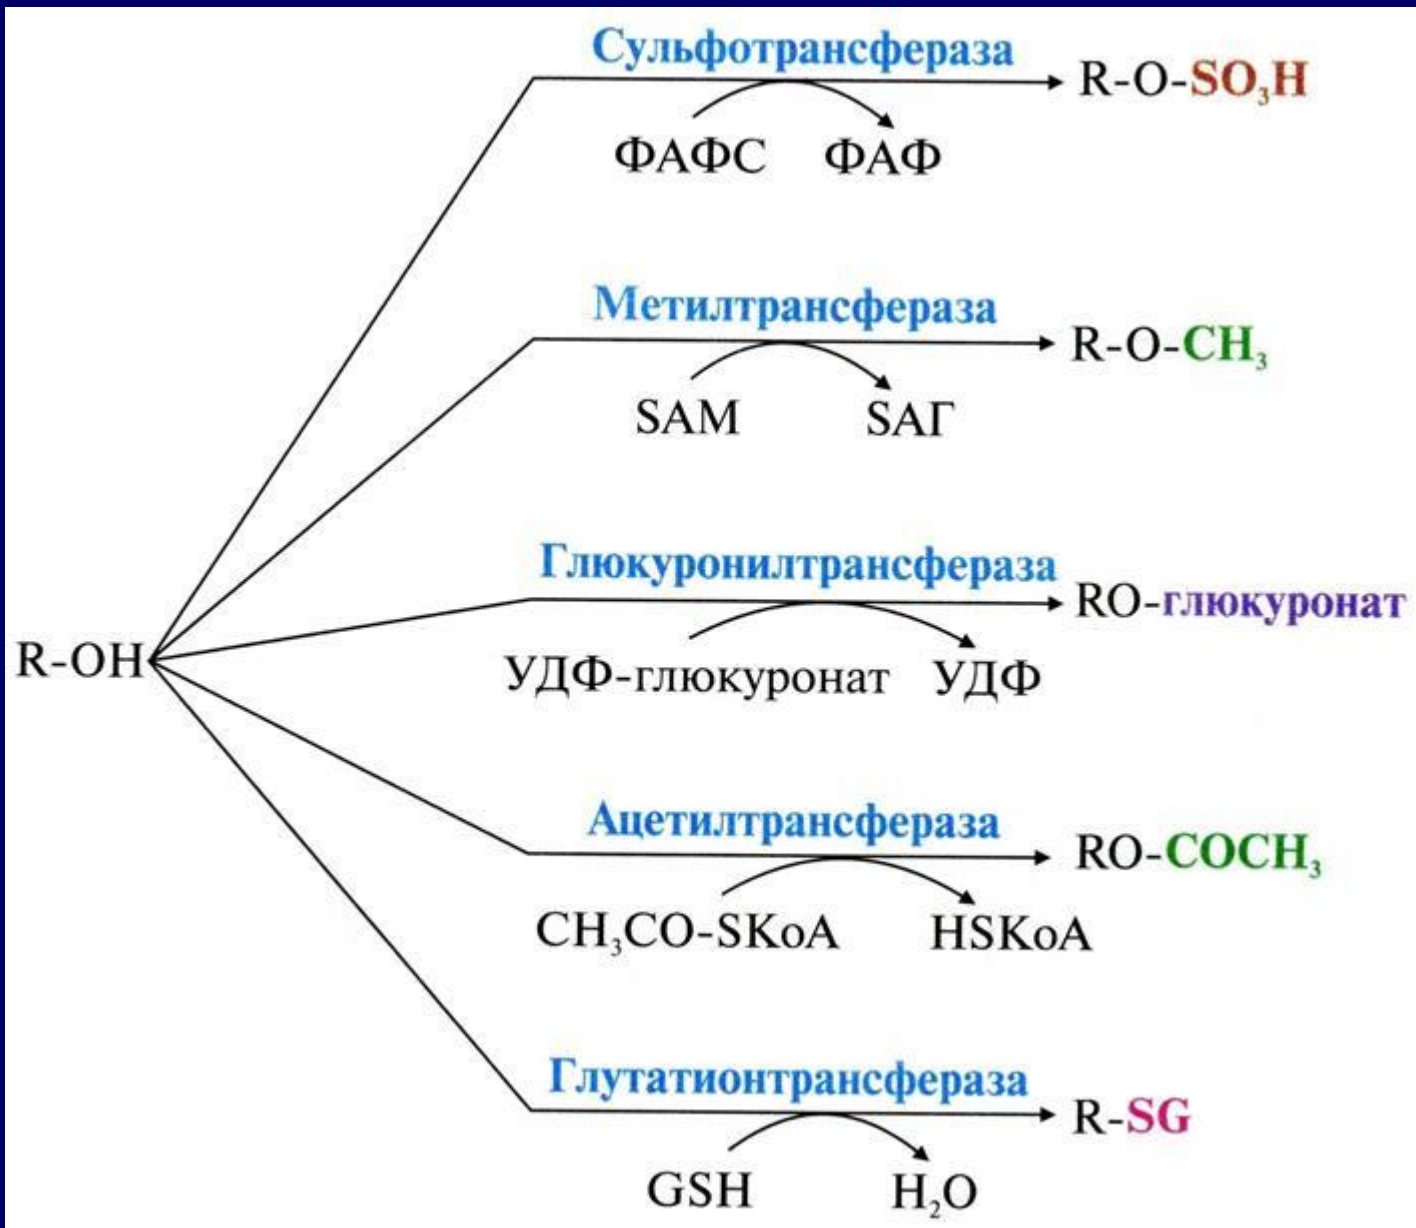 Сульфотрансфераза
R-O-SO₃H
ФАФС ФАФ
Метилтрансфераза
R-O-CH₃
SAM SAГ
Глюкуронилтрансфераза
RO-глюкуронат
R-OH
УДФ-глюкуронат УДФ
Ацетилтрансфераза
RO-COCH₃
CH₃CO-SKoA HSKoA
Глутатионтрансфераза
R-SG
GSH H₂O